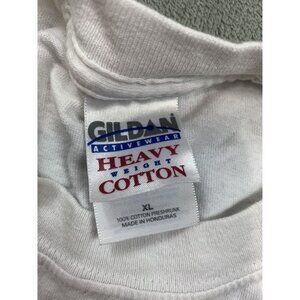 GILDAN
ACTIVEWEAR
HEAVY
WEIGHT
COTTON
XL
100% COTTON PRESHRUNK
MADE IN HONDURAS